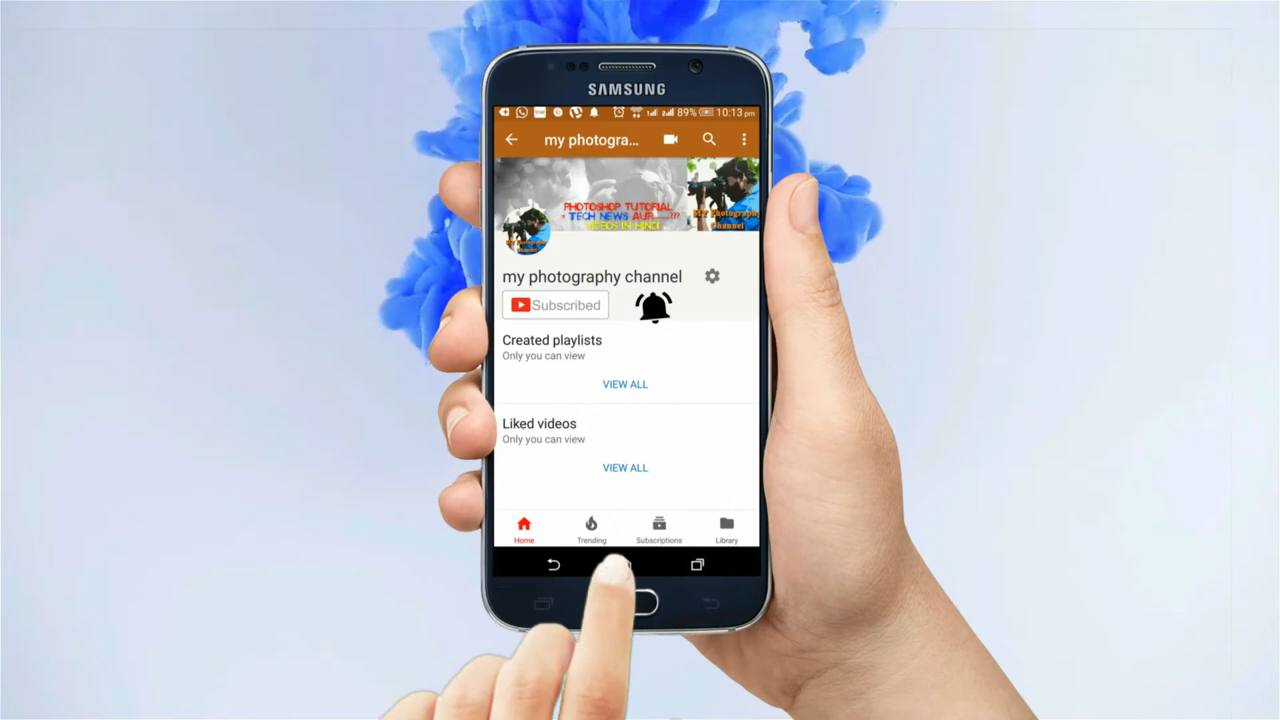 SAMSUNG
89% 10:13 pm
my photogra...
PHOTOSHOP TUTORIAL
+ TECH NEWS AUR........???
VIDEOS IN HINDI
MY Photography
Channel
my photography channel
Subscribed
Created playlists
Only you can view
VIEW ALL
Liked videos
Only you can view
VIEW ALL
Home Trending Subscriptions Library